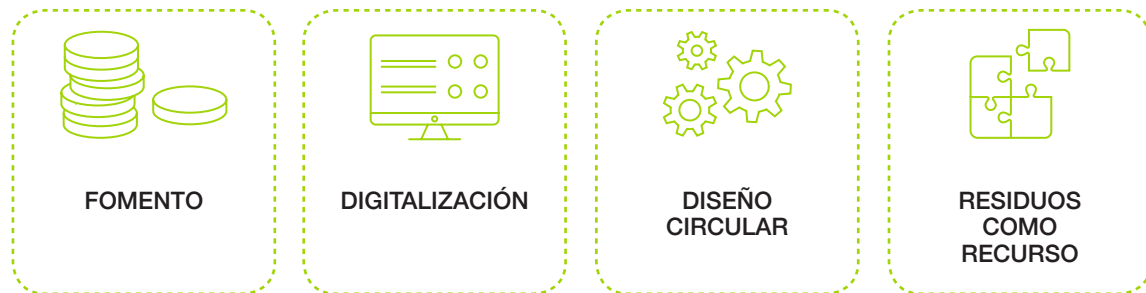 FOMENTO
DIGITALIZACIÓN
DISEÑO
CIRCULAR
RESIDUOS
COMO
RECURSO